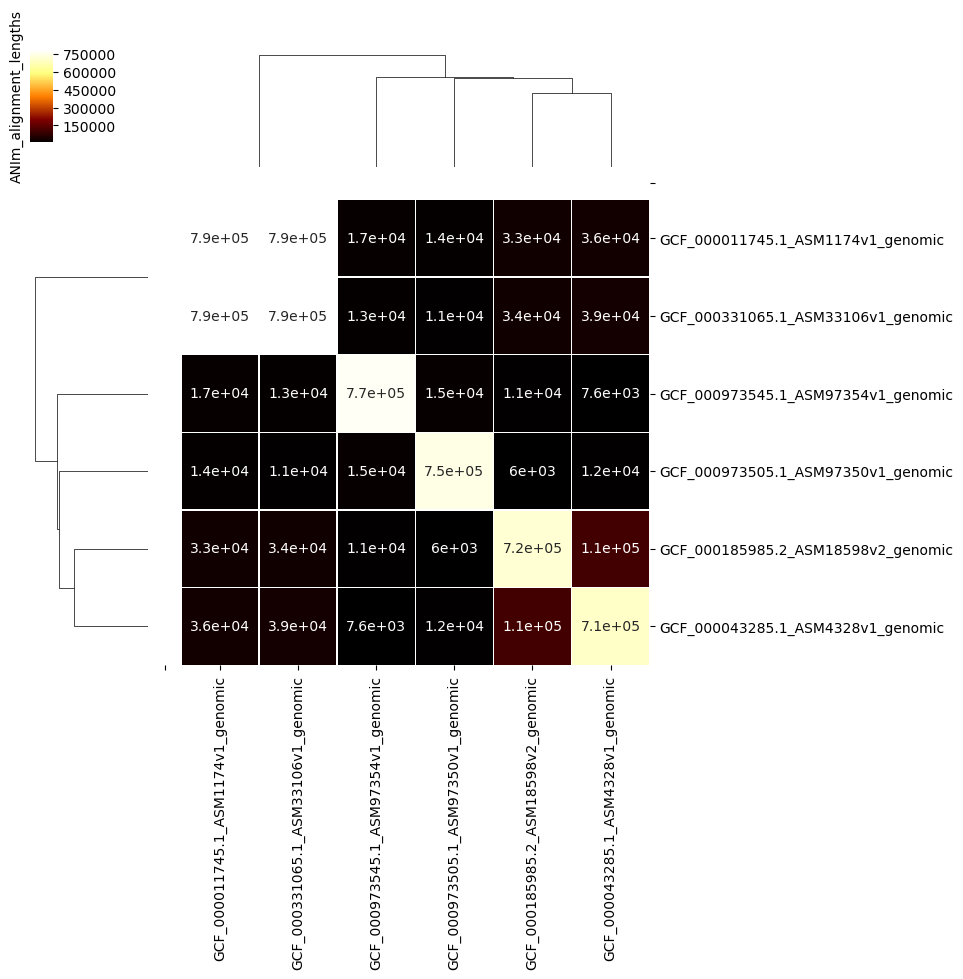 ANIm_alignment_lengths
750000
600000
450000
300000
150000
7.9e+05 7.9e+05 1.7e+04 1.4e+04 3.3e+04 3.6e+04 GCF_000011745.1_ASM1174v1_genomic
7.9e+05 7.9e+05 1.3e+04 1.1e+04 3.4e+04 3.9e+04 GCF_000331065.1_ASM33106v1_genomic
1.7e+04 1.3e+04 7.7e+05 1.5e+04 1.1e+04 7.6e+03 GCF_000973545.1_ASM97354v1_genomic
1.4e+04 1.1e+04 1.5e+04 7.5e+05 6e+03 1.2e+04 GCF_000973505.1_ASM97350v1_genomic
3.3e+04 3.4e+04 1.1e+04 6e+03 7.2e+05 1.1e+05 GCF_000185985.2_ASM18598v2_genomic
3.6e+04 3.9e+04 7.6e+03 1.2e+04 1.1e+05 7.1e+05 GCF_000043285.1_ASM4328v1_genomic
GCF_000011745.1_ASM1174v1_genomic
GCF_000331065.1_ASM33106v1_genomic
GCF_000973545.1_ASM97354v1_genomic
GCF_000973505.1_ASM97350v1_genomic
GCF_000185985.2_ASM18598v2_genomic
GCF_000043285.1_ASM4328v1_genomic